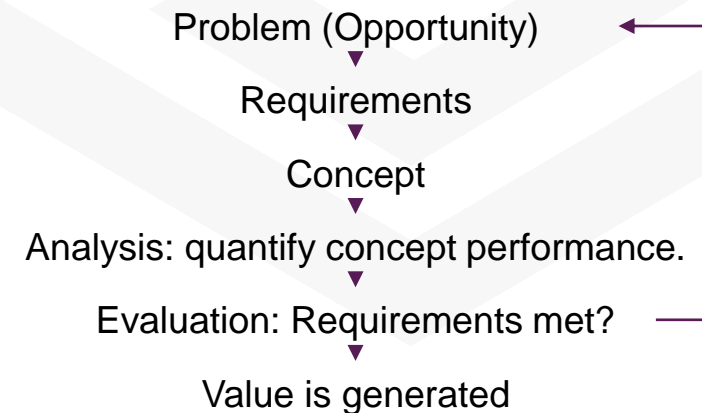 Problem (Opportunity)
Requirements
Concept
Analysis: quantify concept performance.
Evaluation: Requirements met?
Value is generated